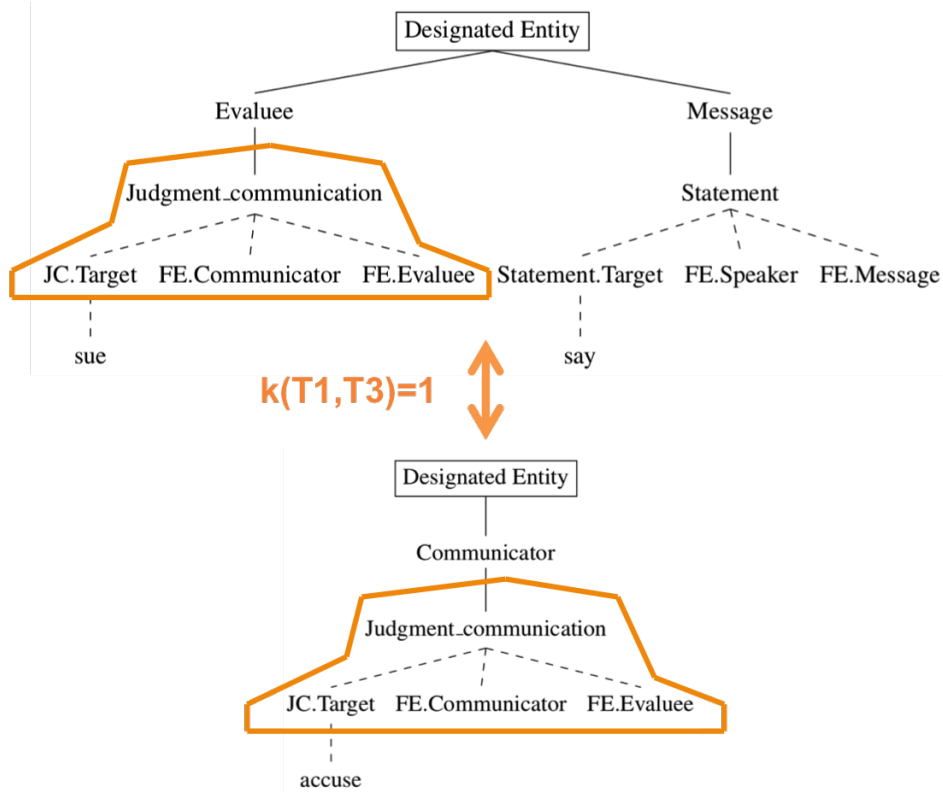 Designated Entity
Evaluee Message
Judgment_communication Statement
JC.Target FE.Communicator FE.Evaluee Statement.Target FE.Speaker FE.Message
sue say
k(T1,T3)=1
Designated Entity
Communicator
Judgment_communication
JC.Target FE.Communicator FE.Evaluee
accuse